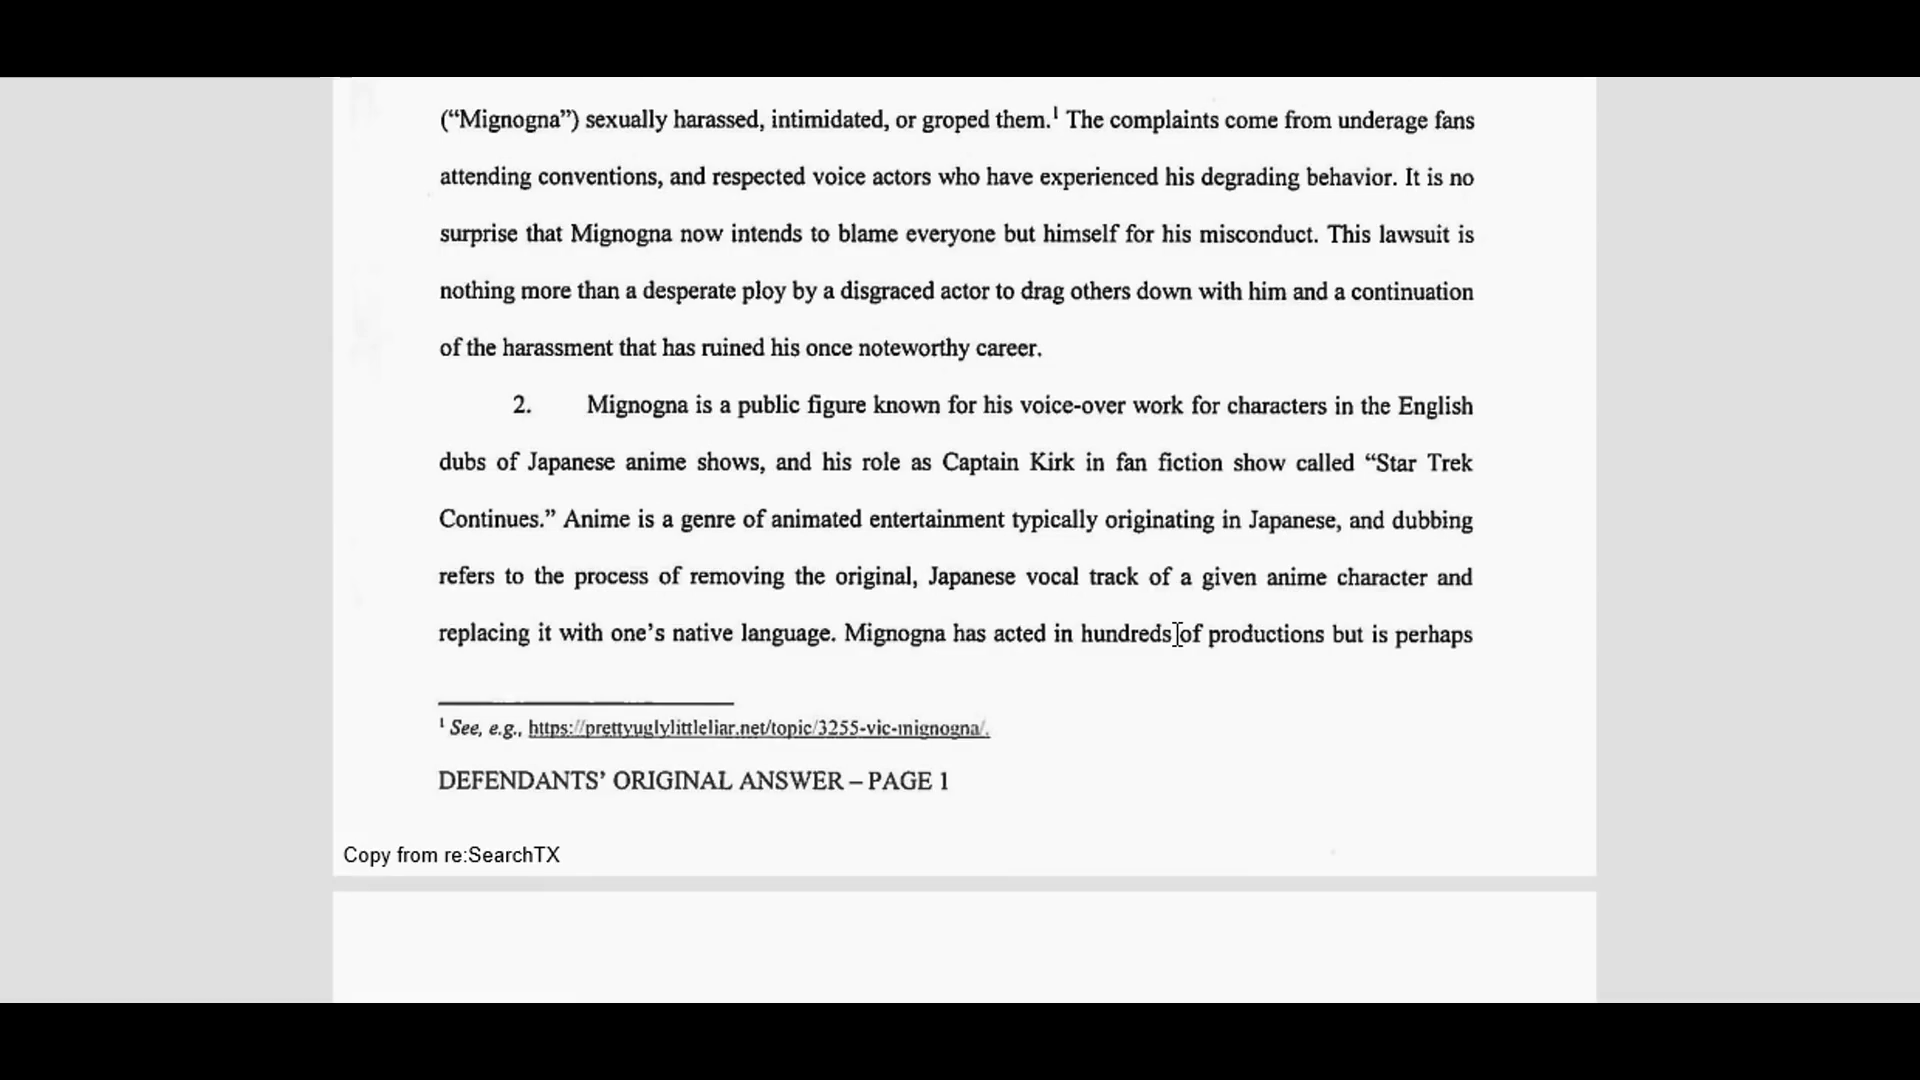 (“Mignogna”) sexually harassed, intimidated, or groped them.¹ The complaints come from underage fans
attending conventions, and respected voice actors who have experienced his degrading behavior. It is no
surprise that Mignogna now intends to blame everyone but himself for his misconduct. This lawsuit is
nothing more than a desperate ploy by a disgraced actor to drag others down with him and a continuation
of the harassment that has ruined his once noteworthy career.
2. Mignogna is a public figure known for his voice-over work for characters in the English
dubs of Japanese anime shows, and his role as Captain Kirk in fan fiction show called “Star Trek
Continues.” Anime is a genre of animated entertainment typically originating in Japanese, and dubbing
refers to the process of removing the original, Japanese vocal track of a given anime character and
replacing it with one’s native language. Mignogna has acted in hundreds of productions but is perhaps
¹ See, e.g., https://prettyuglylittleliar.net/topic/3255-vic-mignogna/.
DEFENDANTS’ ORIGINAL ANSWER – PAGE 1
Copy from re:SearchTX